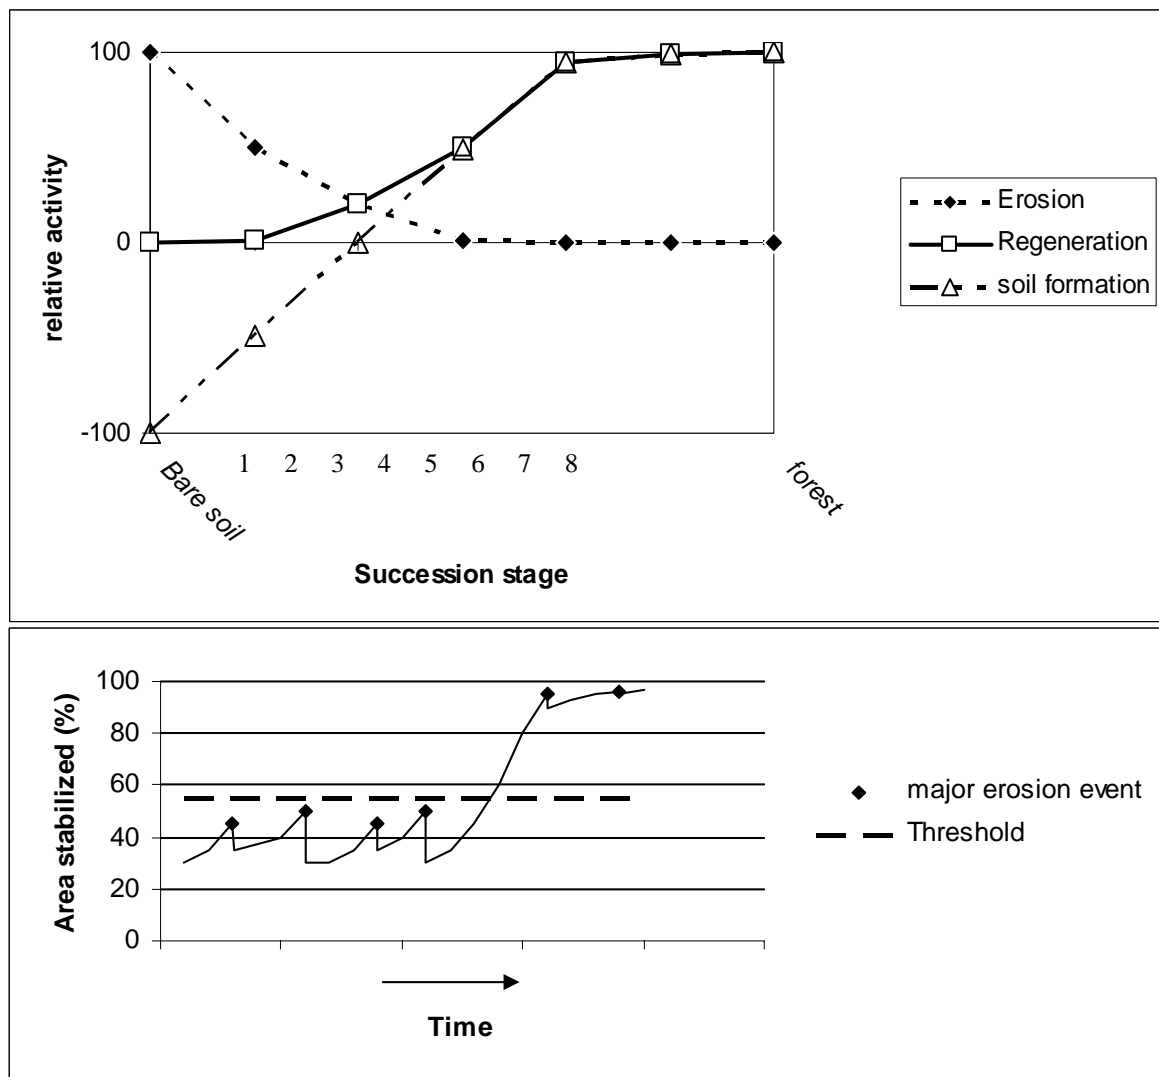 100
0
-100
relative activity
Bare soil
1 2 3 4 5 6 7 8
forest
Succession stage
Erosion
Regeneration
soil formation
100
80
60
40
20
0
Area stabilized (%)
Time
major erosion event
Threshold